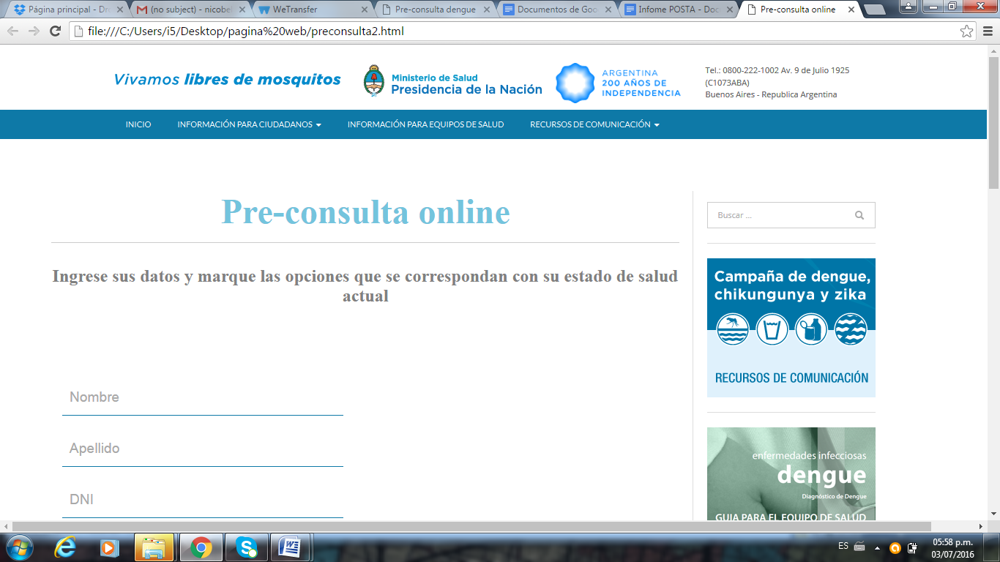 Página principal - Dr
(no subject) - nicobe
WeTransfer
Pre-consulta dengue
Documentos de Goo
Infome POSTA - Doc
Pre-consulta online
file:///C:/Users/i5/Desktop/pagina%20web/preconsulta2.html
Vivamos libres de mosquitos
Ministerio de Salud
Presidencia de la Nación
ARGENTINA
200 AÑOS DE
INDEPENDENCIA
Tel.: 0800-222-1002 Av. 9 de Julio 1925
(C1073ABA)
Buenos Aires - Republica Argentina
INICIO
INFORMACIÓN PARA CIUDADANOS
INFORMACIÓN PARA EQUIPOS DE SALUD
RECURSOS DE COMUNICACIÓN
Pre-consulta online
Ingrese sus datos y marque las opciones que se correspondan con su estado de salud
actual
Nombre
Apellido
DNI
Buscar ...
Campaña de dengue,
chikungunya y zika
RECURSOS DE COMUNICACIÓN
enfermedades infecciosas
dengue
Diagnóstico de Dengue
GUIA PARA EL EQUIPO DE SALUD
ES
05:58 p.m.
03/07/2016